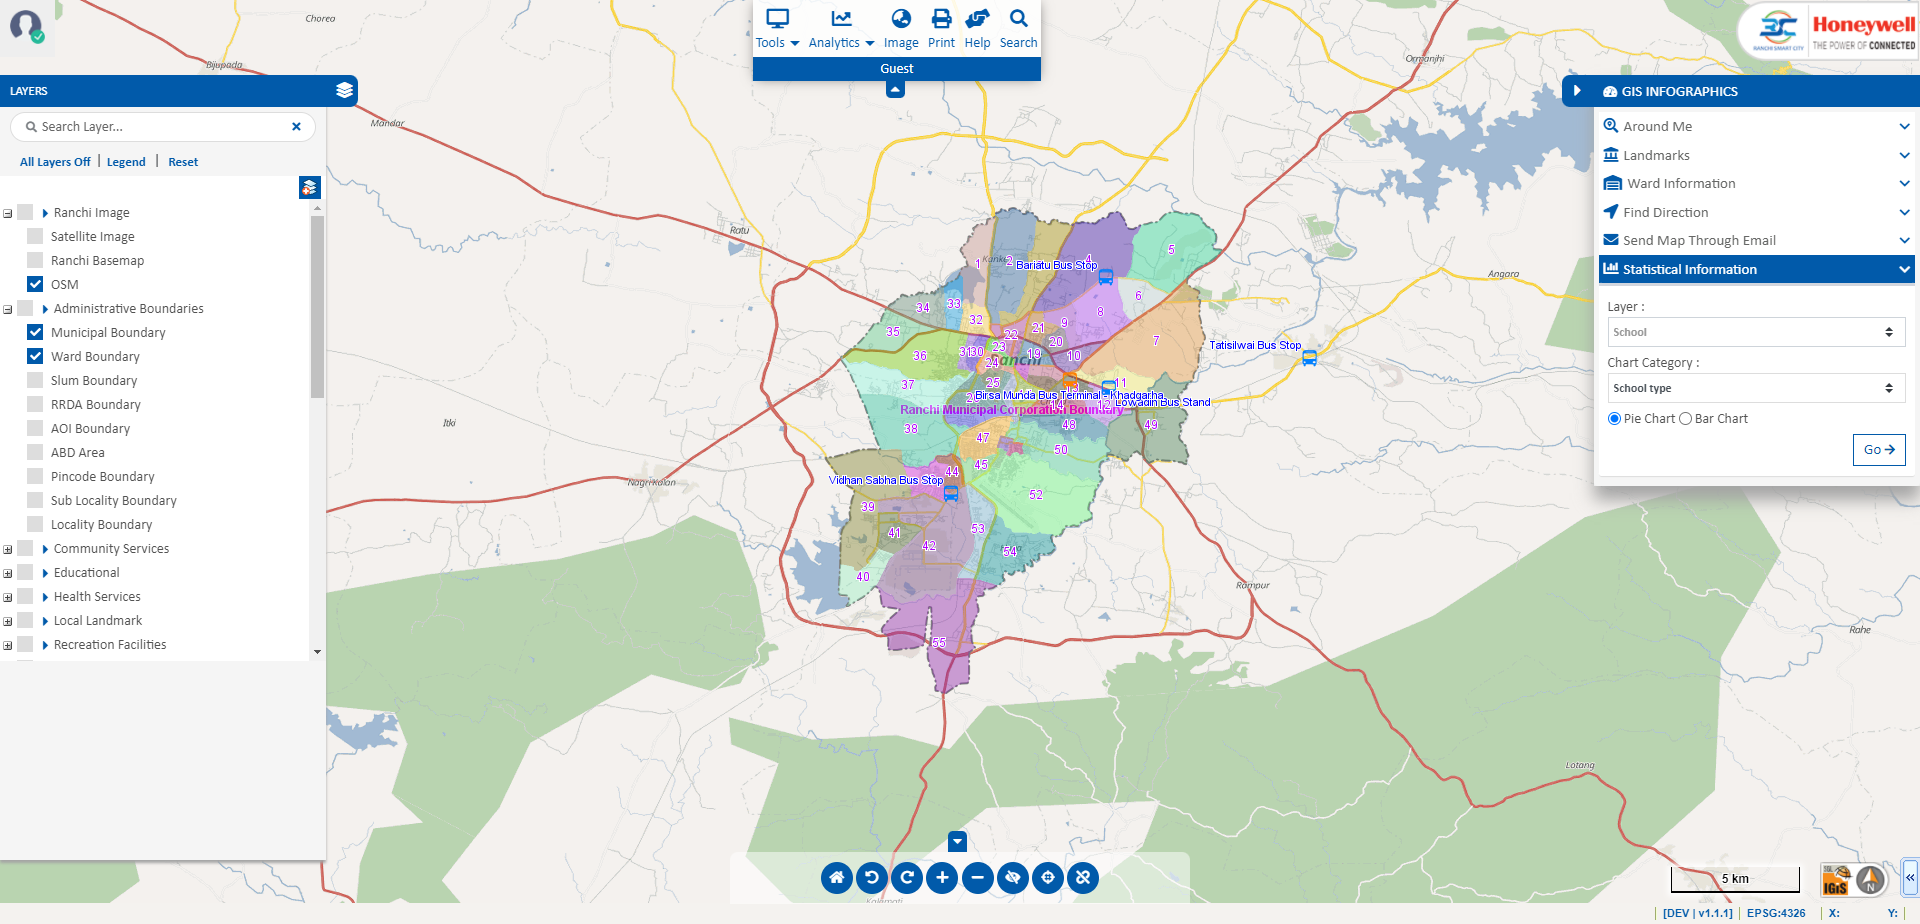 Tools
Analytics
Image
Print
Help
Search
Guest
RANCHI SMART CITY
Honeywell
THE POWER OF CONNECTED
LAYERS
Search Layer...
All Layers Off | Legend | Reset
Ranchi Image
Satellite Image
Ranchi Basemap
OSM
Administrative Boundaries
Municipal Boundary
Ward Boundary
Slum Boundary
RRDA Boundary
AOI Boundary
ABD Area
Pincode Boundary
Sub Locality Boundary
Locality Boundary
Community Services
Educational
Health Services
Local Landmark
Recreation Facilities
GIS INFOGRAPHICS
Around Me
Landmarks
Ward Information
Find Direction
Send Map Through Email
Statistical Information
Layer :
School
Chart Category :
School type
Pie Chart
Bar Chart
Go
Chorea
Bijupada
Mandar
Ratu
Itki
Nagri Kalan
Ormanjhi
Angara
Rampur
Rahe
Lotang
Kalamati
1
2
4
5
Bariatu Bus Stop
6
33
34
8
32
9
21
35
22
20
7
23
19
36
31
30
10
Tatisilwai Bus Stop
24
Ranchi
37
25
11
Birsa Munda Bus Terminal - Khadgarha
Lowadih Bus Stand
Ranchi Municipal Corporation Boundary
38
48
49
47
50
45
44
Vidhan Sabha Bus Stop
52
39
53
41
42
54
40
55
5 km
IGiS
N
[DEV | v1.1.1]
EPSG:4326
X:
Y: